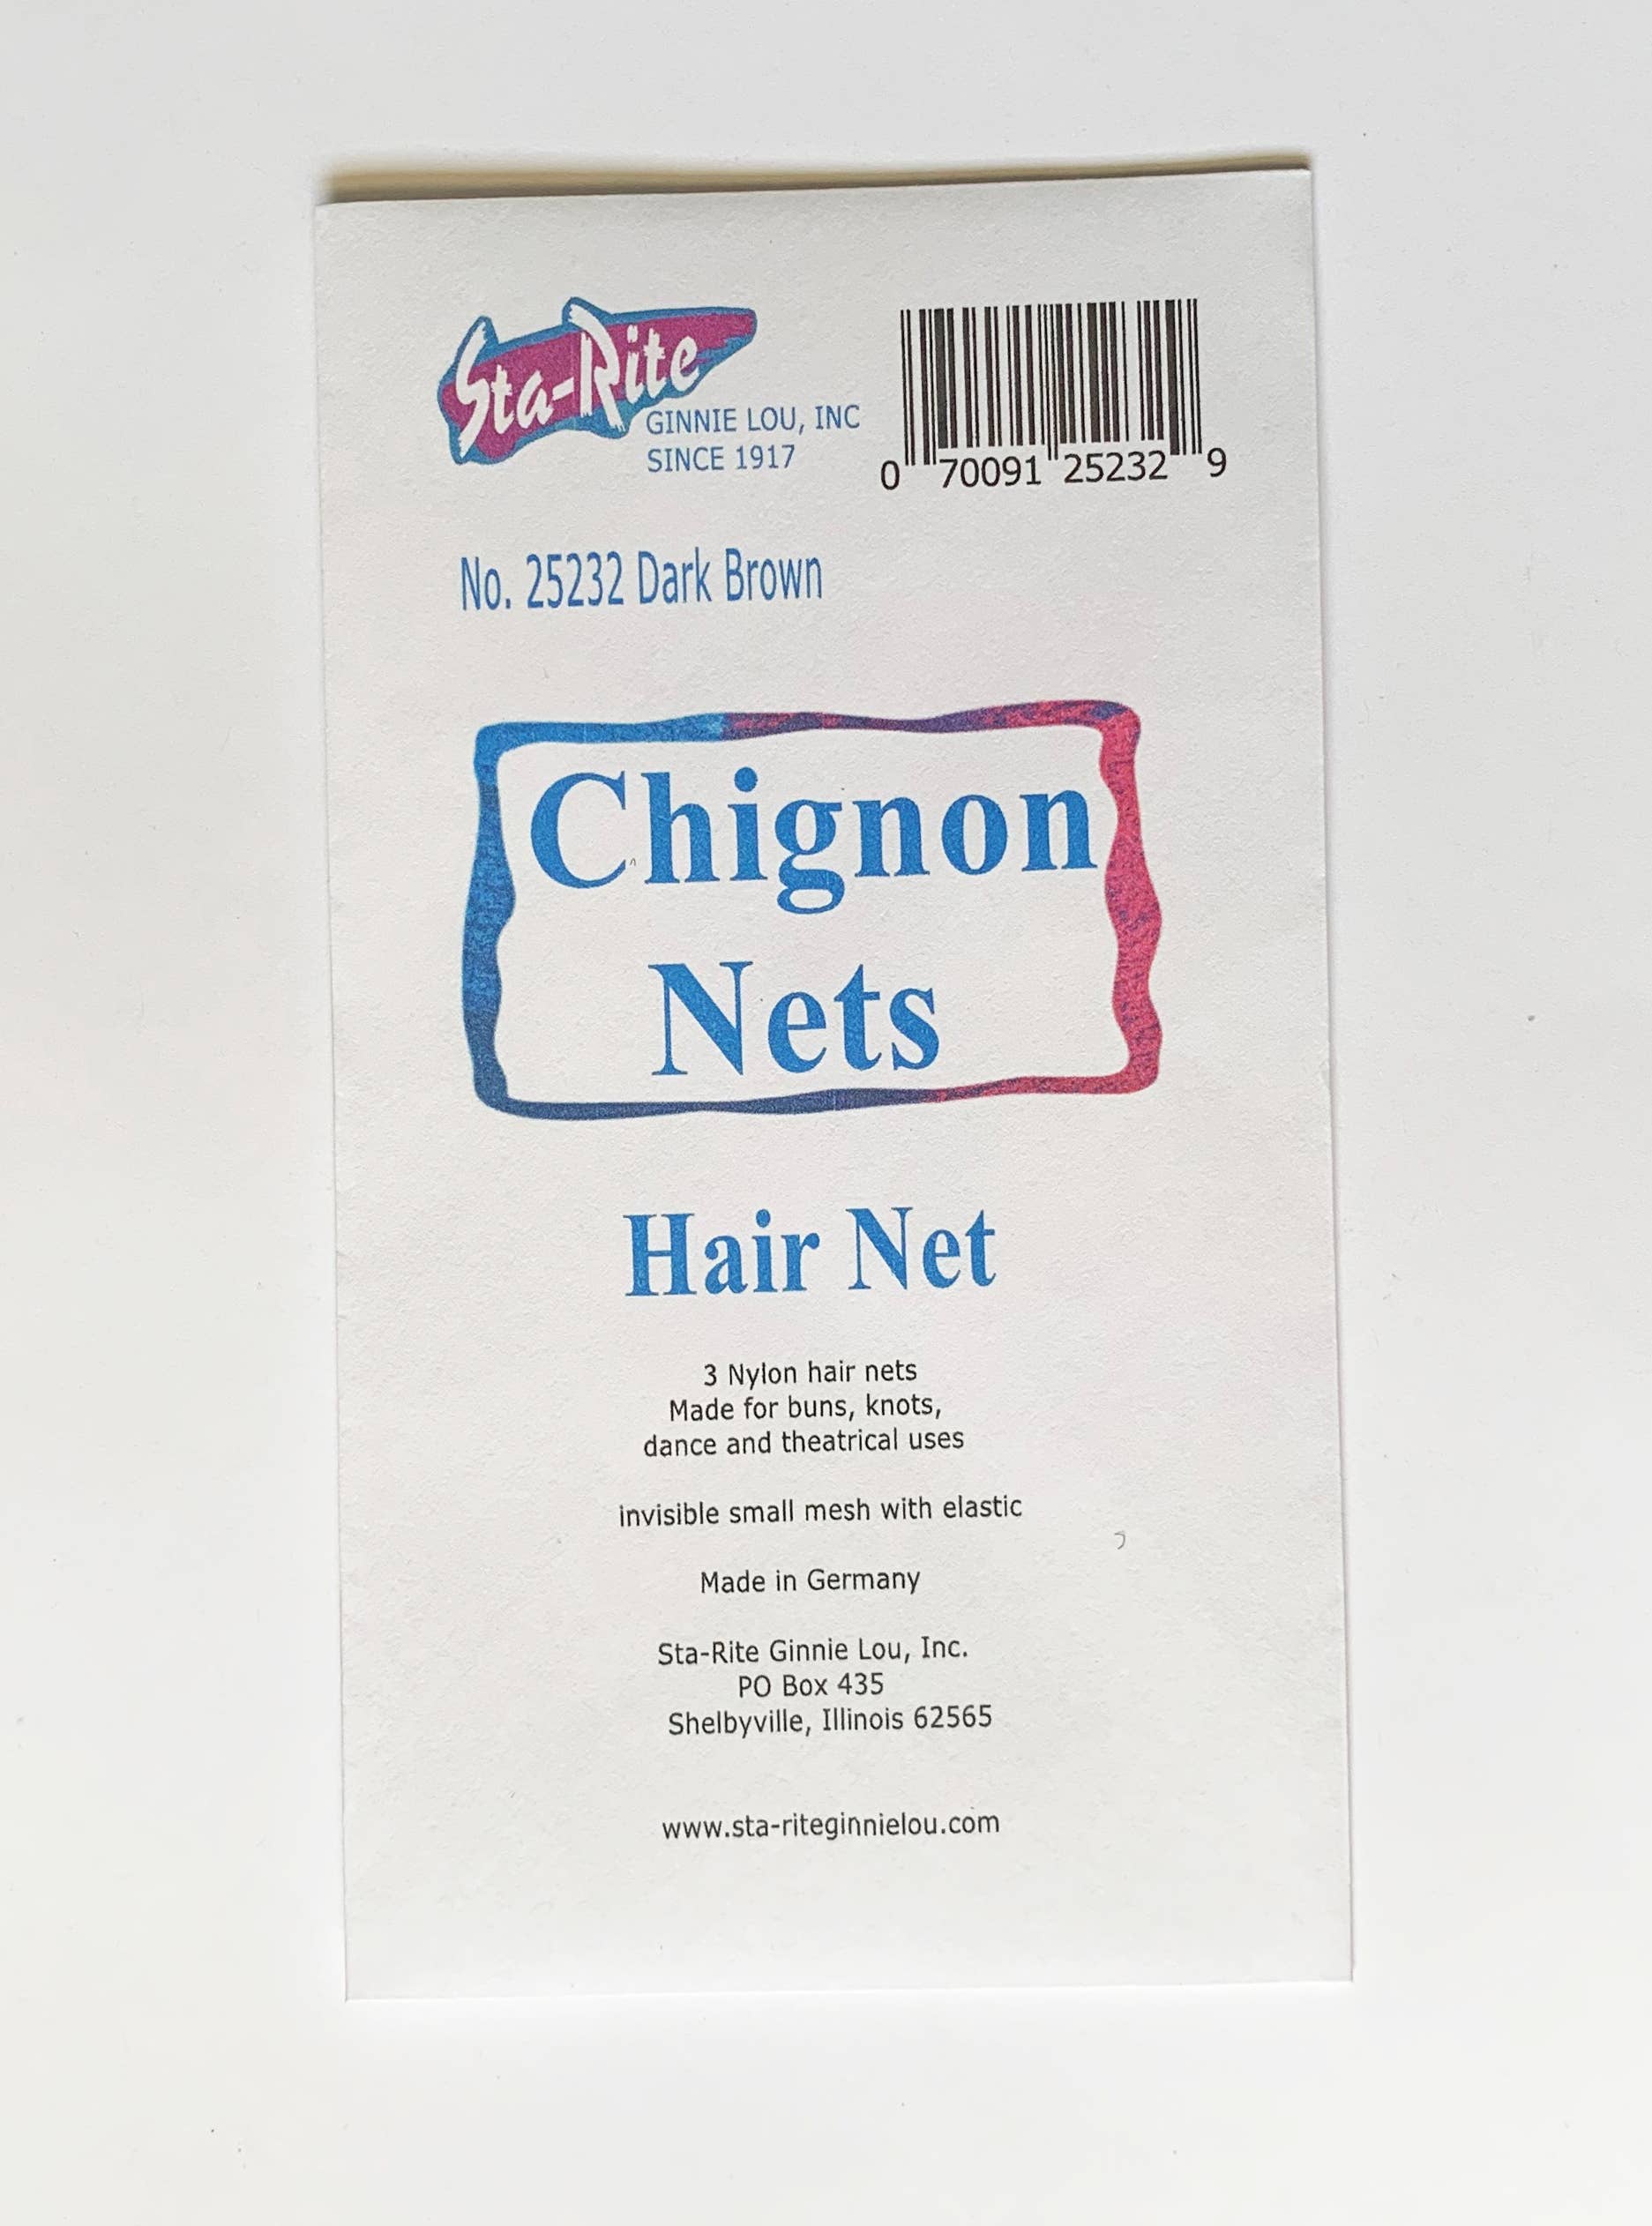 Sta-Rite
GINNIE LOU, INC
SINCE 1917
0 70091 25232 9
No. 25232 Dark Brown
Chignon
Nets
Hair Net
3 Nylon hair nets
Made for buns, knots,
dance and theatrical uses
invisible small mesh with elastic
Made in Germany
Sta-Rite Ginnie Lou, Inc.
PO Box 435
Shelbyville, Illinois 62565
www.sta-riteginnielou.com